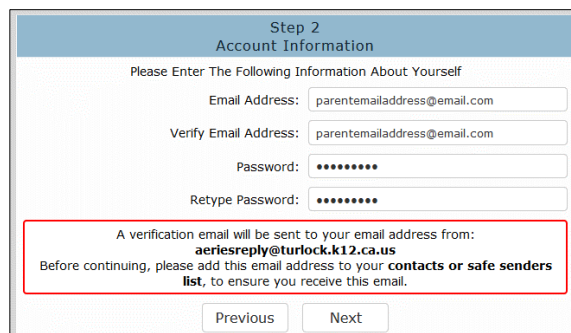 Step 2
Account Information
Please Enter The Following Information About Yourself
Email Address: parentemailaddress@email.com
Verify Email Address: parentemailaddress@email.com
Password: •••••••••
Retype Password: •••••••••
A verification email will be sent to your email address from:
aeriesreply@turlock.k12.ca.us
Before continuing, please add this email address to your contacts or safe senders
list, to ensure you receive this email.
Previous Next